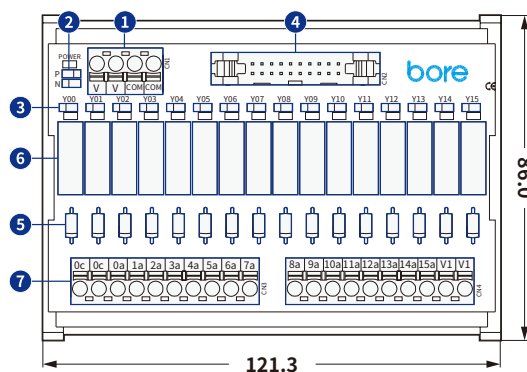 1
2
4
POWER
P
N
V V COM COM
CN1
CN2
bore
CE
3
Y00 Y01 Y02 Y03 Y04 Y05 Y06 Y07 Y08 Y09 Y10 Y11 Y12 Y13 Y14 Y15
6
86.0
5
7
0c 0c 0a 1a 2a 3a 4a 5a 6a 7a
CN3
8a 9a 10a 11a 12a 13a 14a 15a V1 V1
CN4
121.3